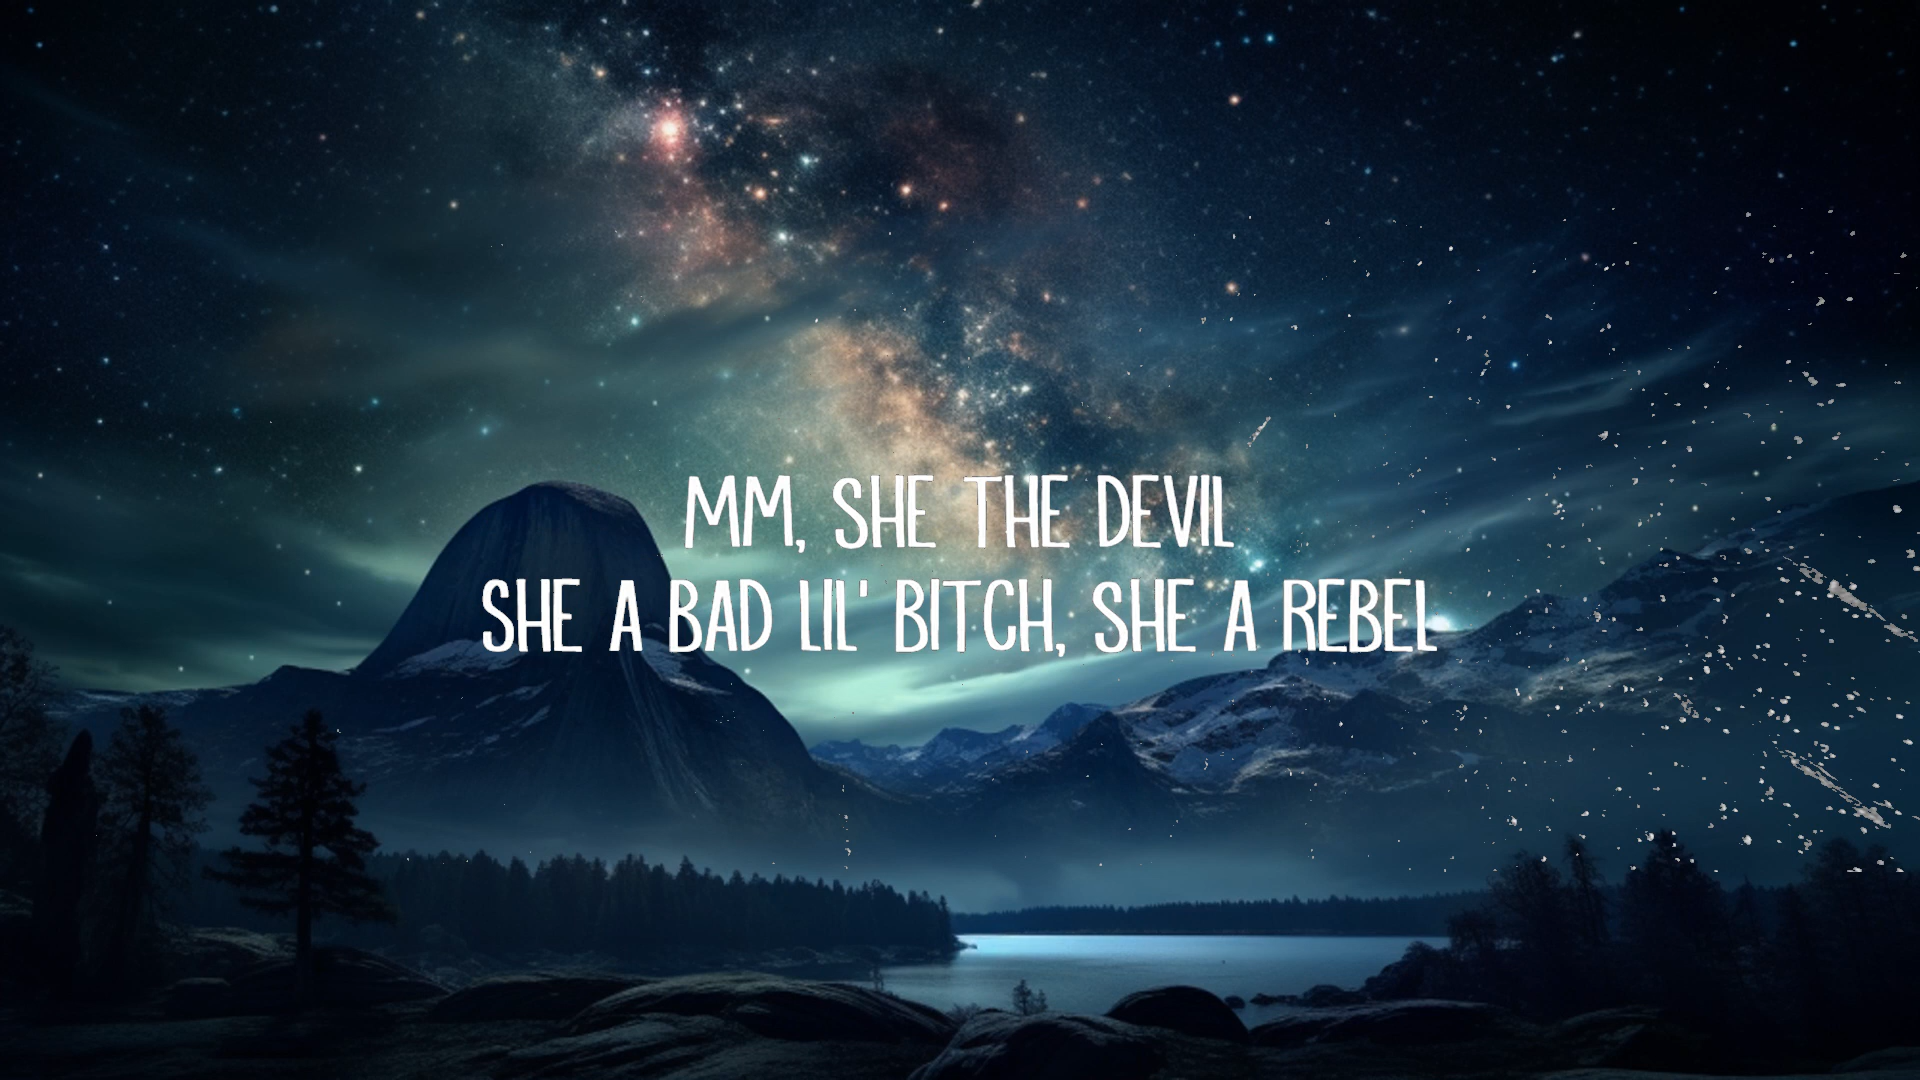 MM, SHE THE DEVIL
SHE A BAD LIL' BITCH, SHE A REBEL